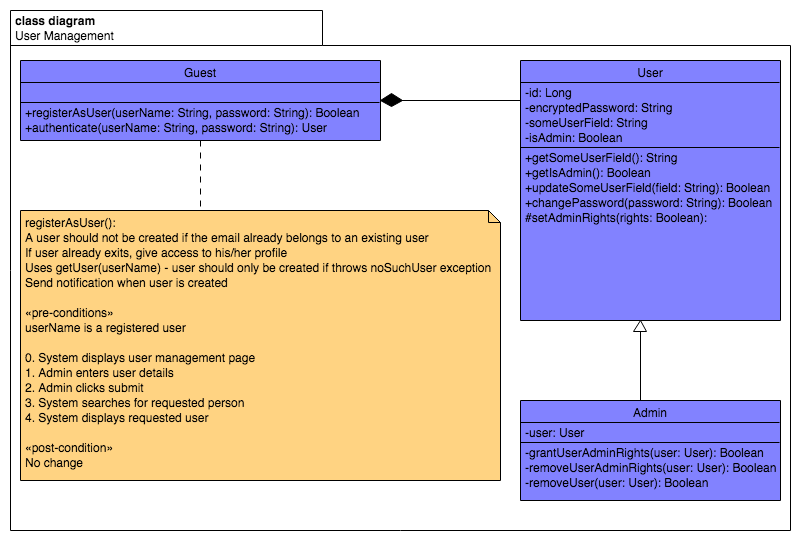 class diagram
User Management
Guest
+registerAsUser(userName: String, password: String): Boolean
+authenticate(userName: String, password: String): User
User
-id: Long
-encryptedPassword: String
-someUserField: String
-isAdmin: Boolean
+getSomeUserField(): String
+getIsAdmin(): Boolean
+updateSomeUserField(field: String): Boolean
+changePassword(password: String): Boolean
#setAdminRights(rights: Boolean):
registerAsUser():
A user should not be created if the email already belongs to an existing user
If user already exits, give access to his/her profile
Uses getUser(userName) - user should only be created if throws noSuchUser exception
Send notification when user is created
«pre-conditions»
userName is a registered user
0. System displays user management page
1. Admin enters user details
2. Admin clicks submit
3. System searches for requested person
4. System displays requested user
«post-condition»
No change
Admin
-user: User
-grantUserAdminRights(user: User): Boolean
-removeUserAdminRights(user: User): Boolean
-removeUser(user: User): Boolean